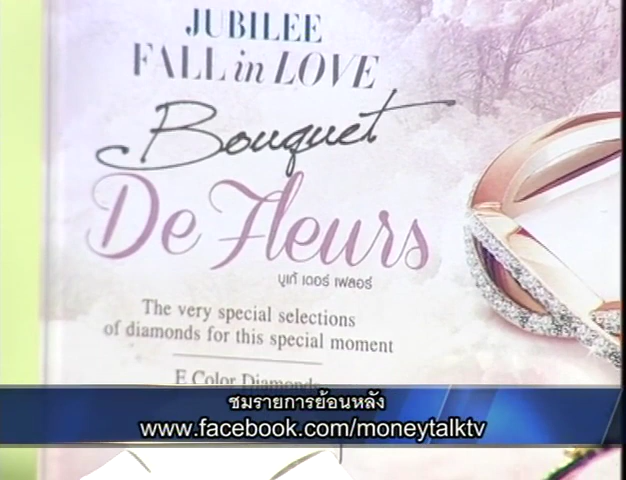 JUBILEE
FALL in LOVE
Bouquet
De Fleurs
บูเก้ เดอร์ เฟลอร์
The very special selections
of diamonds for this special moment
E Color Diamonds
ชมรายการย้อนหลัง
www.facebook.com/moneytalktv